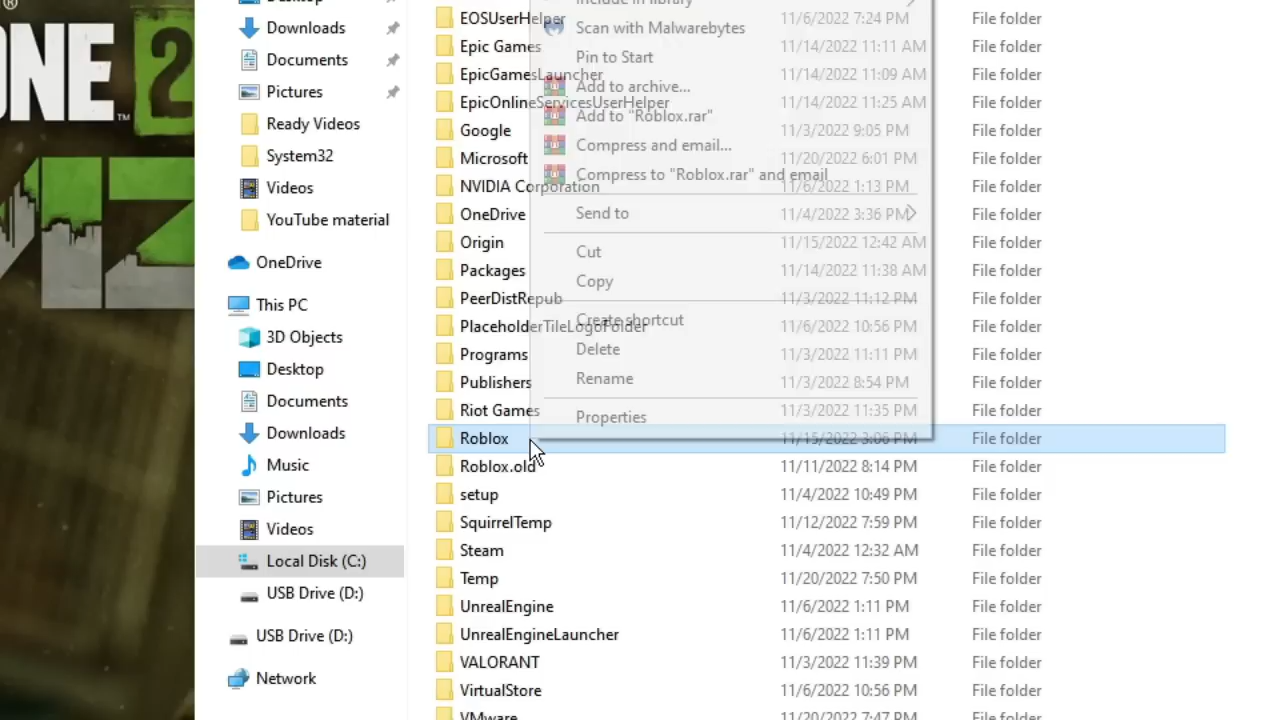 ®
ONE 2
™
Desktop
Downloads
Documents
Pictures
Ready Videos
System32
Videos
YouTube material
OneDrive
This PC
3D Objects
Desktop
Documents
Downloads
Music
Pictures
Videos
Local Disk (C:)
USB Drive (D:)
USB Drive (D:)
Network
EOSUserHelper 11/6/2022 7:24 PM File folder
Epic Games 11/14/2022 11:11 AM File folder
EpicGamesLauncher 11/14/2022 11:09 AM File folder
EpicOnlineServicesUserHelper 11/14/2022 11:25 AM File folder
Google 11/3/2022 9:05 PM File folder
Microsoft 11/20/2022 6:01 PM File folder
NVIDIA Corporation 11/6/2022 1:13 PM File folder
OneDrive 11/4/2022 3:36 PM File folder
Origin 11/15/2022 12:42 AM File folder
Packages 11/14/2022 11:38 AM File folder
PeerDistRepub 11/3/2022 11:12 PM File folder
PlaceholderTileLogoFolder 11/6/2022 10:56 PM File folder
Programs 11/3/2022 11:11 PM File folder
Publishers 11/3/2022 8:54 PM File folder
Riot Games 11/3/2022 11:35 PM File folder
Roblox 11/15/2022 3:06 PM File folder
Roblox.old 11/11/2022 8:14 PM File folder
setup 11/4/2022 10:49 PM File folder
SquirrelTemp 11/12/2022 7:59 PM File folder
Steam 11/4/2022 12:32 AM File folder
Temp 11/20/2022 7:50 PM File folder
UnrealEngine 11/6/2022 1:11 PM File folder
UnrealEngineLauncher 11/6/2022 1:11 PM File folder
VALORANT 11/3/2022 11:39 PM File folder
VirtualStore 11/6/2022 10:56 PM File folder
VMware 11/20/2022 7:47 PM File folder
Include in library
Scan with Malwarebytes
Pin to Start
Add to archive...
Add to "Roblox.rar"
Compress and email...
Compress to "Roblox.rar" and email
Send to
Cut
Copy
Create shortcut
Delete
Rename
Properties